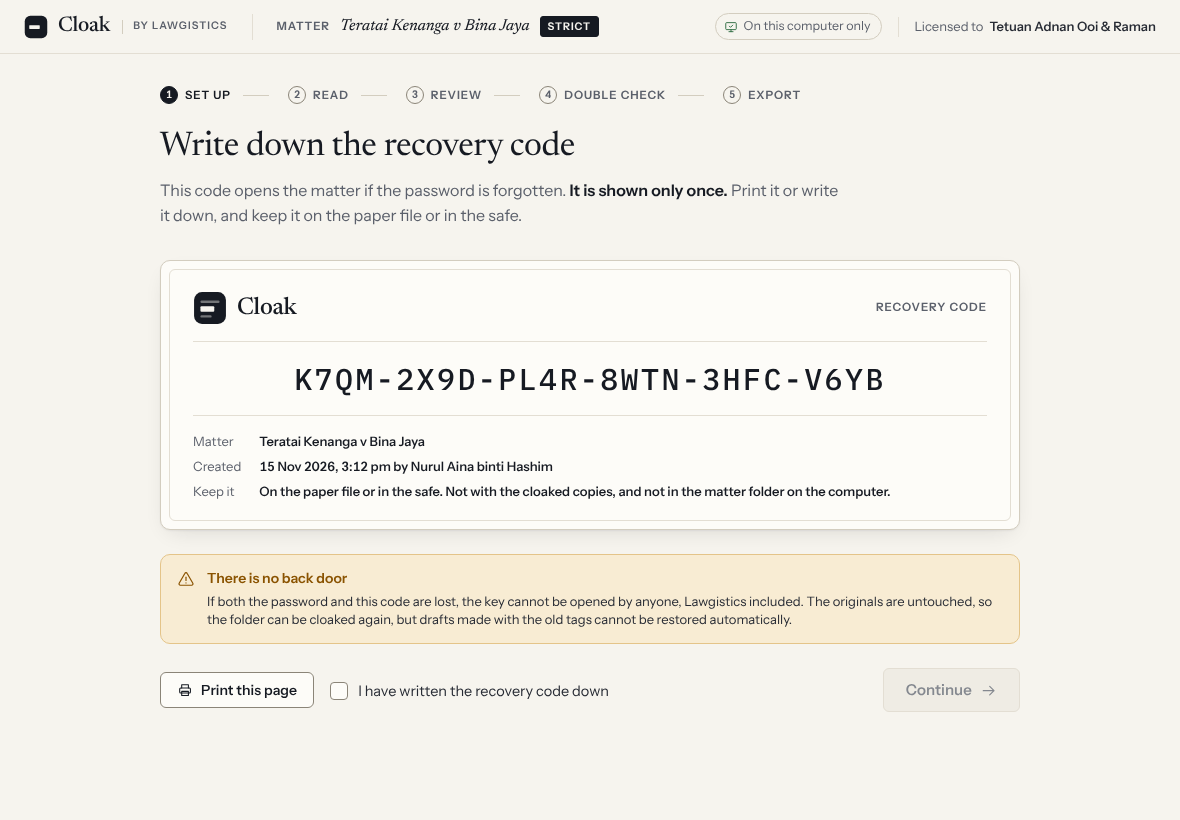 Cloak BY LAWGISTICS MATTER Teratai Kenanga v Bina Jaya STRICT On this computer only Licensed to Tetuan Adnan Ooi & Raman
1 SET UP 2 READ 3 REVIEW 4 DOUBLE CHECK 5 EXPORT
Write down the recovery code
This code opens the matter if the password is forgotten. It is shown only once. Print it or write
it down, and keep it on the paper file or in the safe.
Cloak RECOVERY CODE
K7QM-2X9D-PL4R-8WTN-3HFC-V6YB
Matter Teratai Kenanga v Bina Jaya
Created 15 Nov 2026, 3:12 pm by Nurul Aina binti Hashim
Keep it On the paper file or in the safe. Not with the cloaked copies, and not in the matter folder on the computer.
There is no back door
If both the password and this code are lost, the key cannot be opened by anyone, Lawgistics included. The originals are untouched, so
the folder can be cloaked again, but drafts made with the old tags cannot be restored automatically.
Print this page I have written the recovery code down Continue →